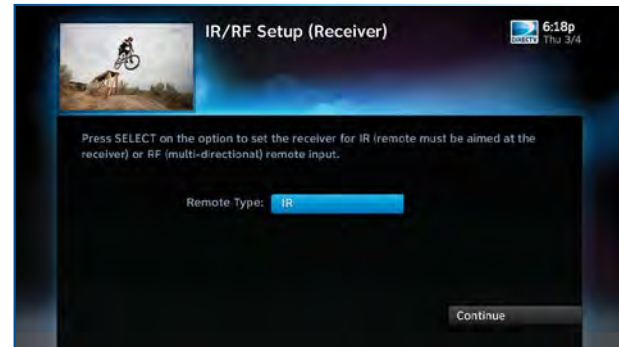 IR/RF Setup (Receiver)
6:18p
DIRECTV Thu 3/4
Press SELECT on the option to set the receiver for IR (remote must be aimed at the
receiver) or RF (multi-directional) remote input.
Remote Type: IR
Continue